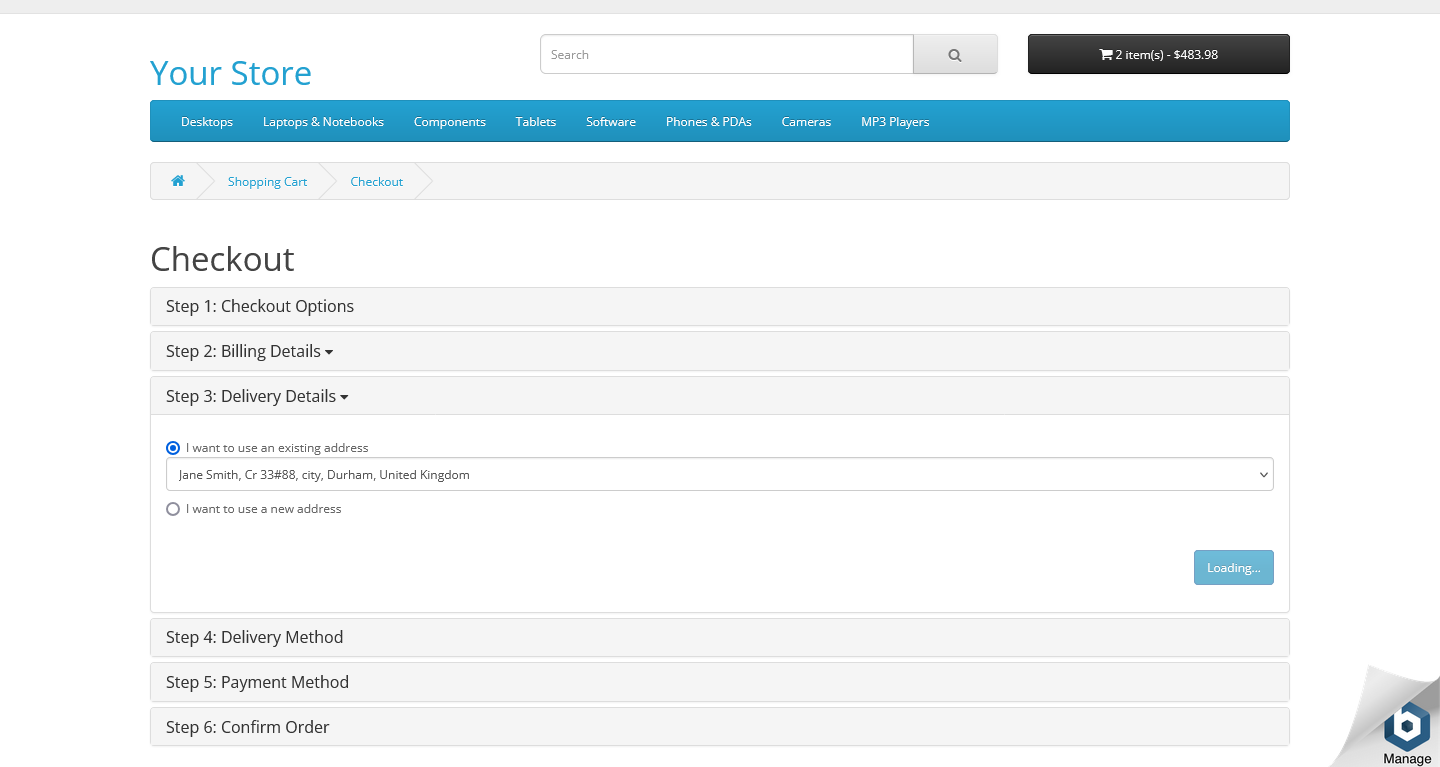 Search
2 item(s) - $483.98
Your Store
Desktops Laptops & Notebooks Components Tablets Software Phones & PDAs Cameras MP3 Players
Shopping Cart Checkout
Checkout
Step 1: Checkout Options
Step 2: Billing Details
Step 3: Delivery Details
I want to use an existing address
Jane Smith, Cr 33#88, city, Durham, United Kingdom
I want to use a new address
Loading...
Step 4: Delivery Method
Step 5: Payment Method
Step 6: Confirm Order
Manage